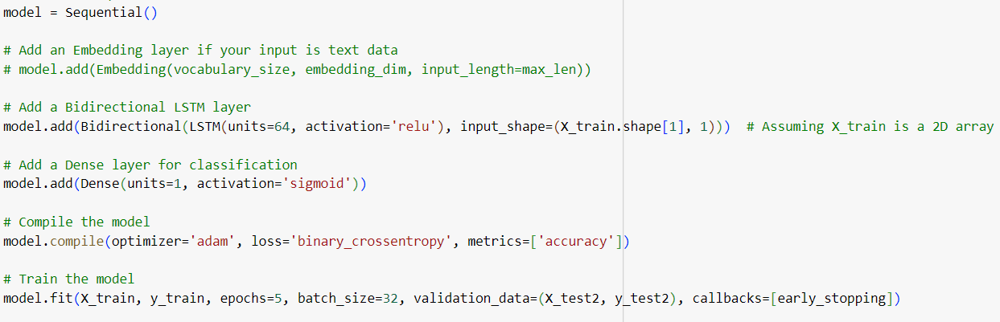 model = Sequential()
# Add an Embedding layer if your input is text data
# model.add(Embedding(vocabulary_size, embedding_dim, input_length=max_len))
# Add a Bidirectional LSTM layer
model.add(Bidirectional(LSTM(units=64, activation='relu'), input_shape=(X_train.shape[1], 1)))  # Assuming X_train is a 2D array
# Add a Dense layer for classification
model.add(Dense(units=1, activation='sigmoid'))
# Compile the model
model.compile(optimizer='adam', loss='binary_crossentropy', metrics=['accuracy'])
# Train the model
model.fit(X_train, y_train, epochs=5, batch_size=32, validation_data=(X_test2, y_test2), callbacks=[early_stopping])